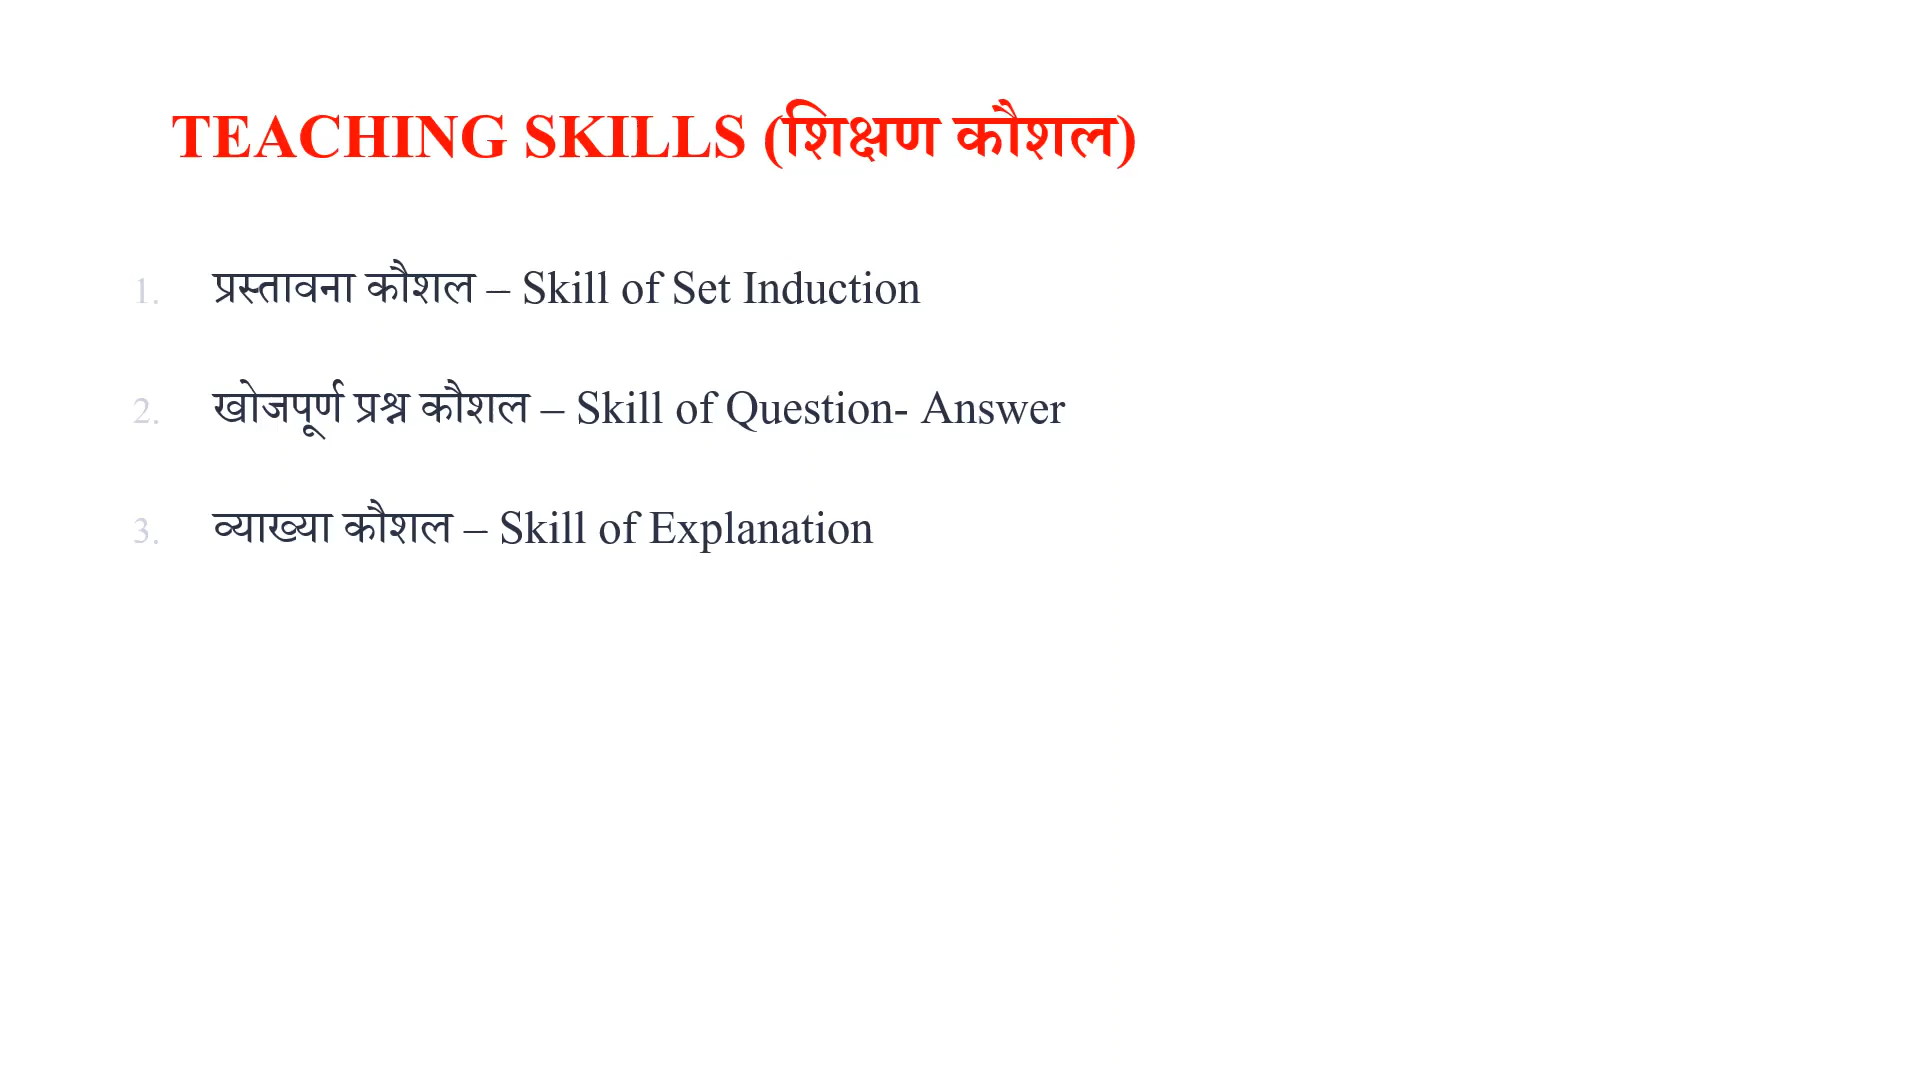 TEACHING SKILLS (शिक्षण कौशल)
1. प्रस्तावना कौशल – Skill of Set Induction
2. खोजपूर्ण प्रश्न कौशल – Skill of Question- Answer
3. व्याख्या कौशल – Skill of Explanation